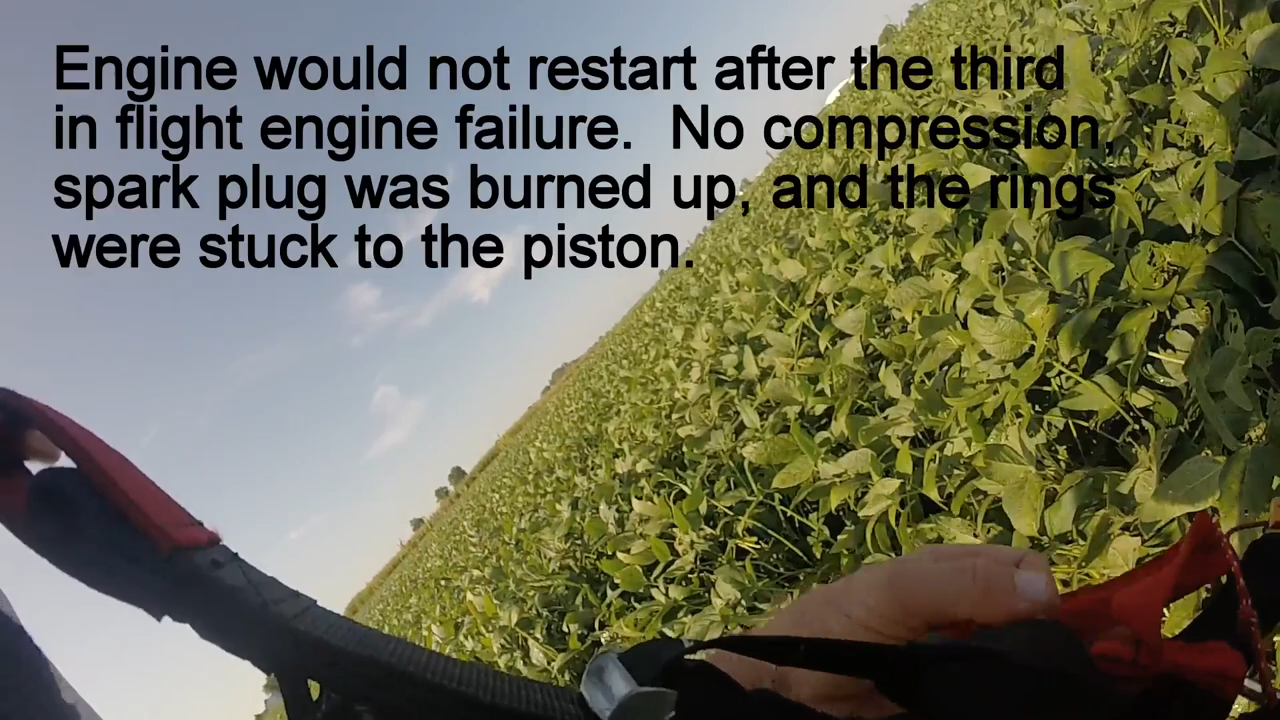 Engine would not restart after the third
in flight engine failure.  No compression,
spark plug was burned up, and the rings
were stuck to the piston.